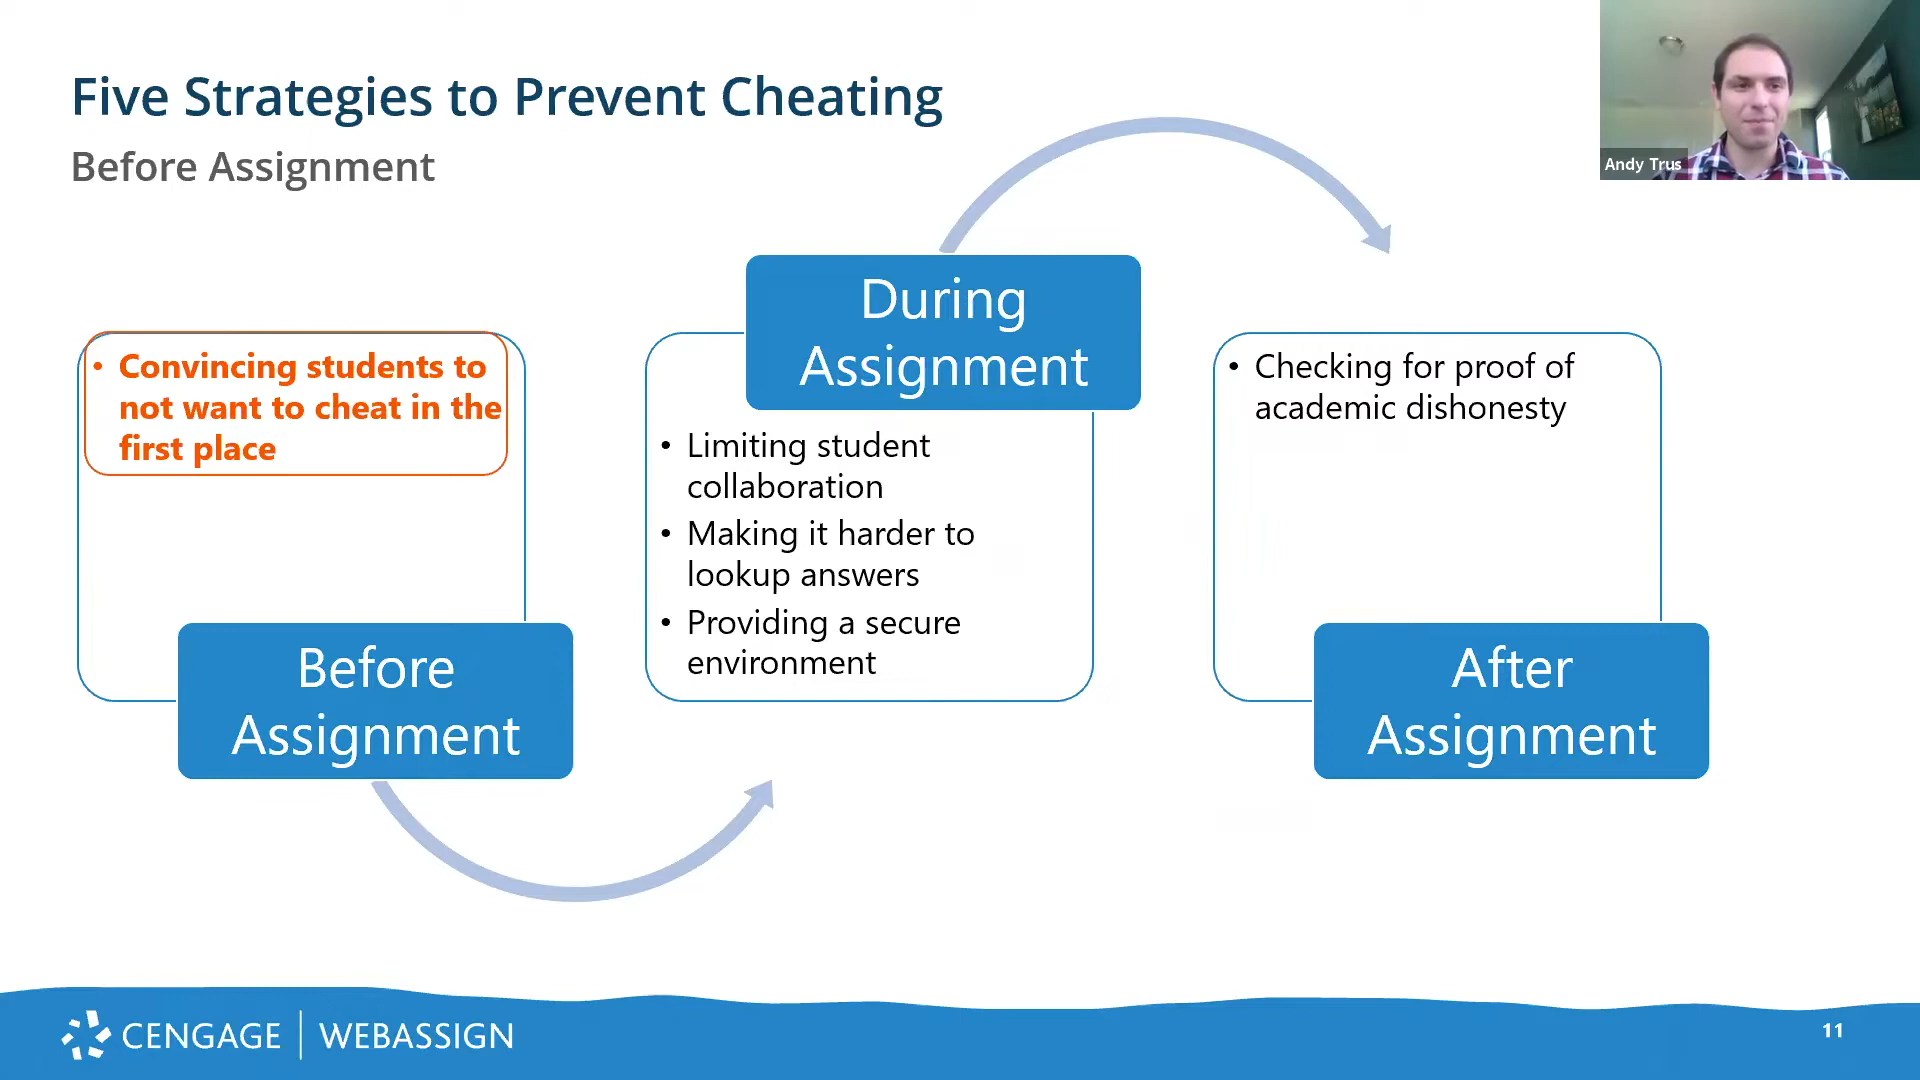 Five Strategies to Prevent Cheating
Before Assignment
Andy Trus
• Convincing students to
not want to cheat in the
first place
Before
Assignment
During
Assignment
• Limiting student
collaboration
• Making it harder to
lookup answers
• Providing a secure
environment
• Checking for proof of
academic dishonesty
After
Assignment
CENGAGE | WEBASSIGN
11